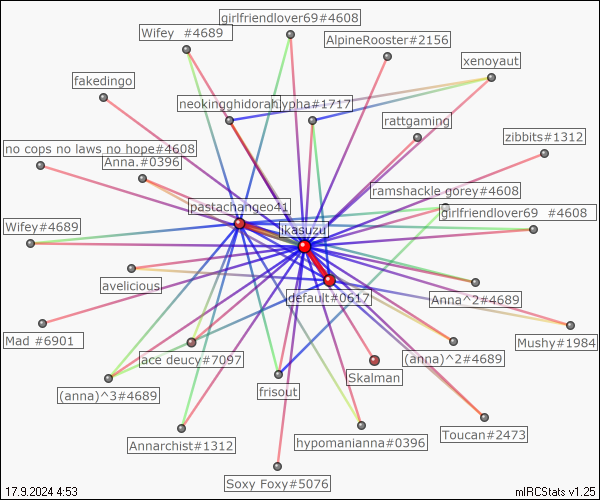 girlfriendlover69#4608
Wifey  #4689
AlpineRooster#2156
xenoyaut
fakedingo
neokingghidorah
ypha#1717
rattgaming
zibbits#1312
no cops no laws no hope#4608
Anna.#0396
ramshackle gorey#4608
pastachangeo41
girlfriendlover69  #4608
Wifey#4689
ikasuzu
avelicious
default#0617
Anna^2#4689
Mad #6901
Mushy#1984
ace deucy#7097
(anna)^2#4689
Skalman
(anna)^3#4689
frisout
Toucan#2473
Annarchist#1312
hypomanianna#0396
Soxy Foxy#5076
17.9.2024 4:53
mIRCStats v1.25